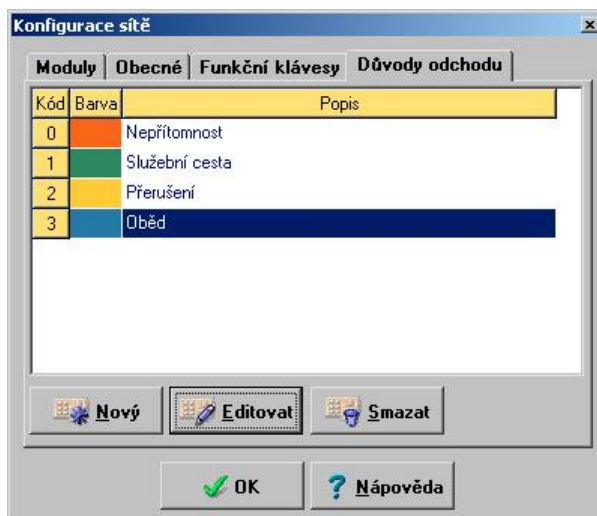 Konfigurace sítě
Moduly Obecné Funkční klávesy Důvody odchodu
Kód Barva Popis
0 Nepřítomnost
1 Služební cesta
2 Přerušení
3 Oběd
Nový Editovat Smazat
OK Nápověda